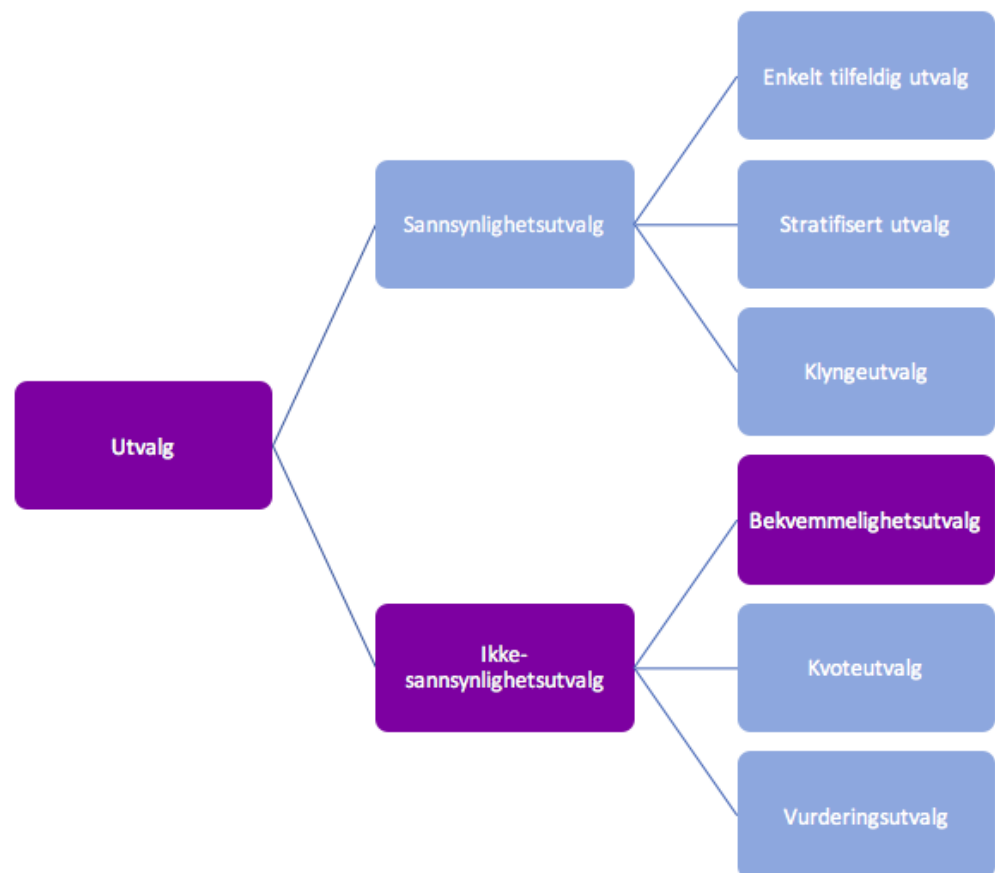 Enkelt tilfeldig utvalg
Sannsynlighetsutvalg
Stratifisert utvalg
Klyngeutvalg
Utvalg
Bekvemmelighetsutvalg
Ikke-
sannsynlighetsutvalg
Kvoteutvalg
Vurderingsutvalg